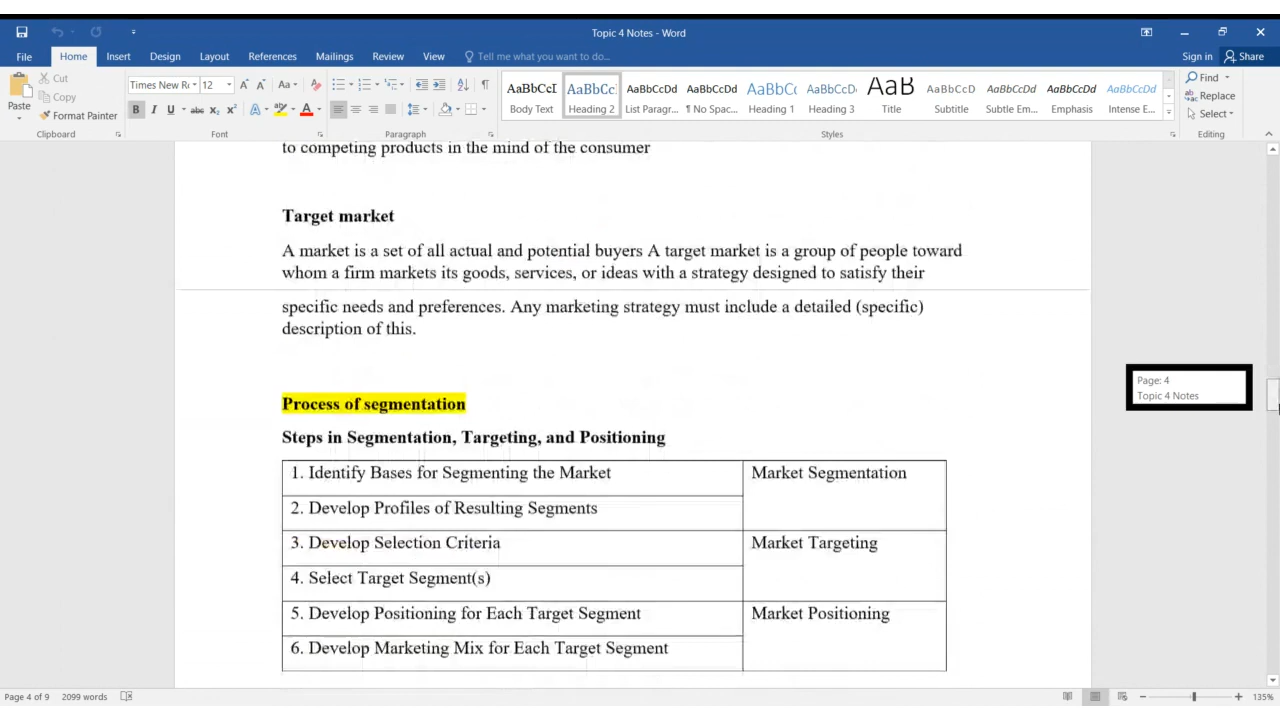 Topic 4 Notes - Word
File Home Insert Design Layout References Mailings Review View Tell me what you want to do... Sign in Share
Paste
Cut
Copy
Format Painter
Clipboard
Times New R 12
Font
Paragraph
AaBbCcI AaBbCc AaBbCcDd AaBbCcDd AaBbC AaBbCcD AaB AaBbCcD AaBbCcDd AaBbCcDd AaBbCcDd
Body Text Heading 2 List Paragr... ¶ No Spac... Heading 1 Heading 3 Title Subtitle Subtle Em... Emphasis Intense E...
Styles
Find
Replace
Select
Editing
to competing products in the mind of the consumer
Target market
A market is a set of all actual and potential buyers A target market is a group of people toward
whom a firm markets its goods, services, or ideas with a strategy designed to satisfy their
specific needs and preferences. Any marketing strategy must include a detailed (specific)
description of this.
Page: 4
Topic 4 Notes
Process of segmentation
Steps in Segmentation, Targeting, and Positioning
1. Identify Bases for Segmenting the Market Market Segmentation
2. Develop Profiles of Resulting Segments
3. Develop Selection Criteria Market Targeting
4. Select Target Segment(s)
5. Develop Positioning for Each Target Segment Market Positioning
6. Develop Marketing Mix for Each Target Segment
Page 4 of 9 2099 words 135%